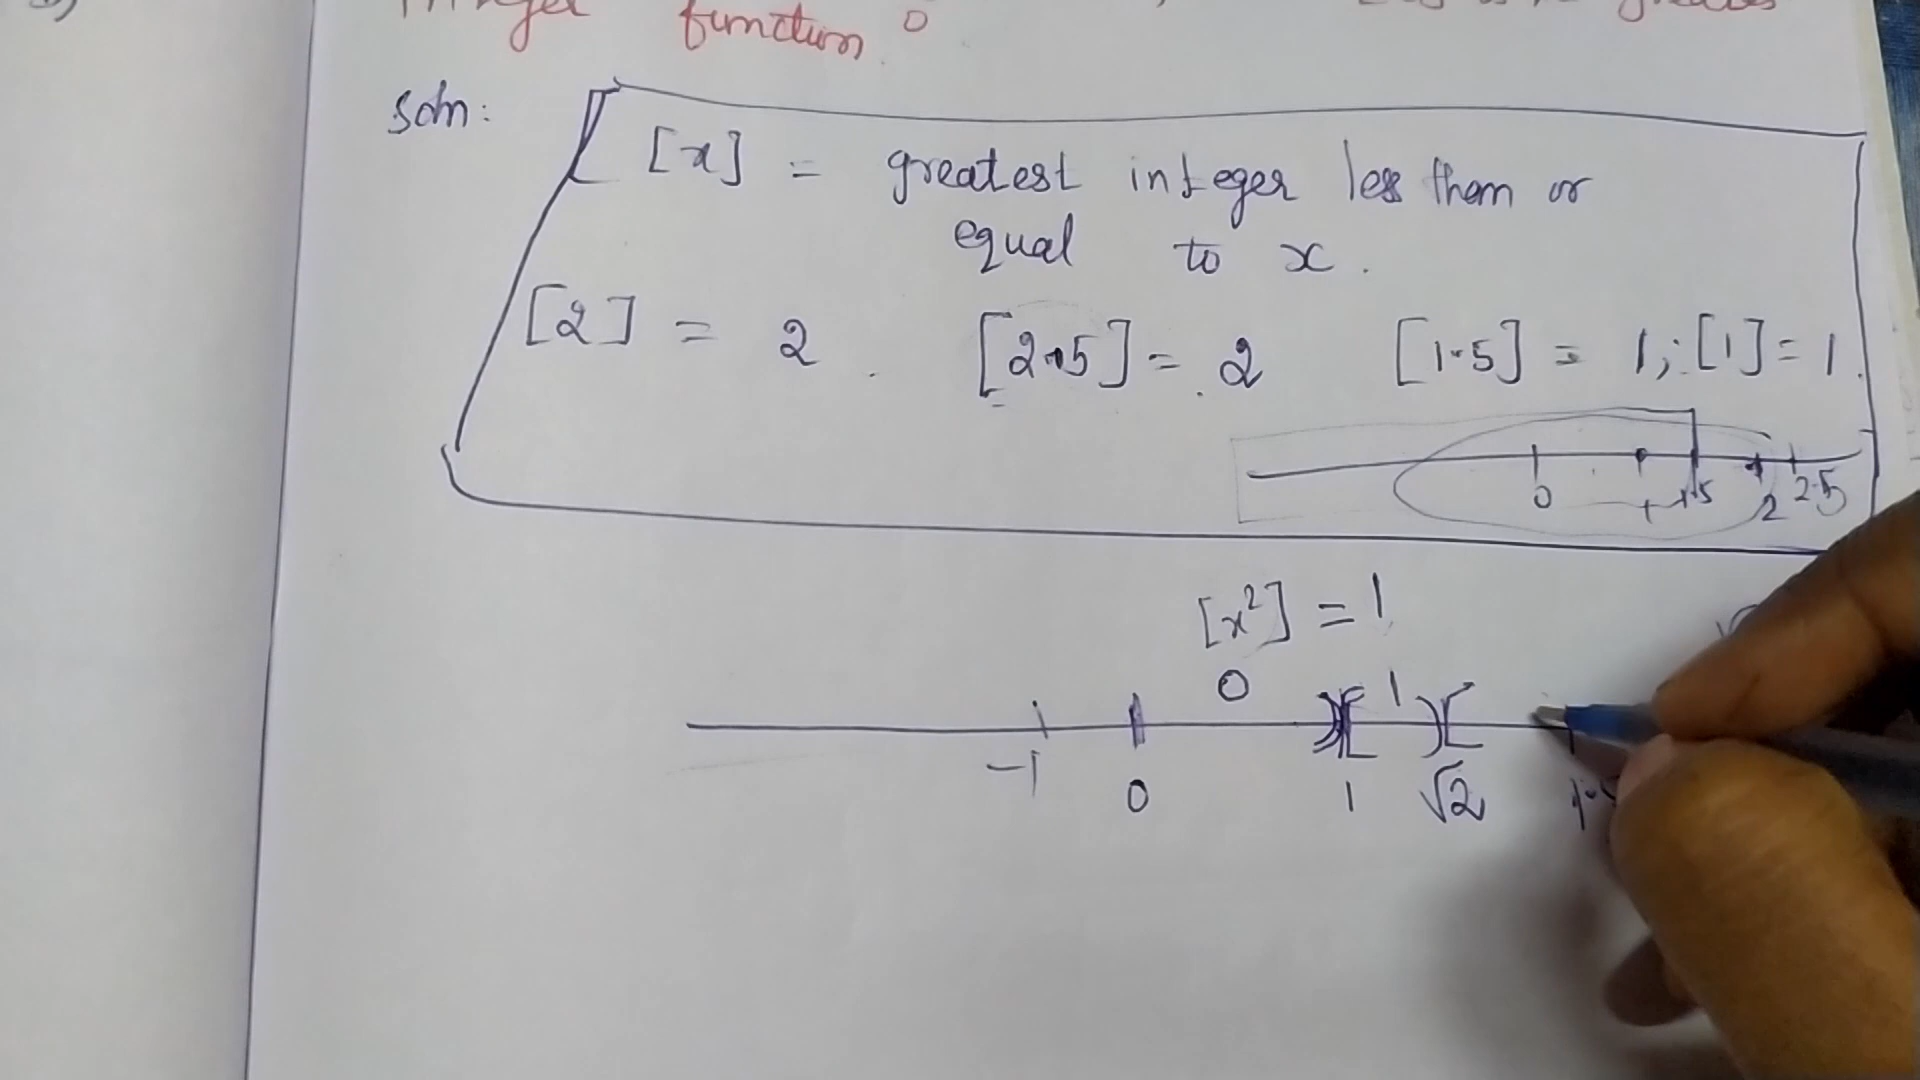 function
Soln:
[x] = greatest integer less than or
equal to x.
[2] = 2. [2.5] = 2 [1.5] = 1; [1] = 1.
0 1 1.5 2 2.5
[x²] = 1
0 1
-1 0 1 √2